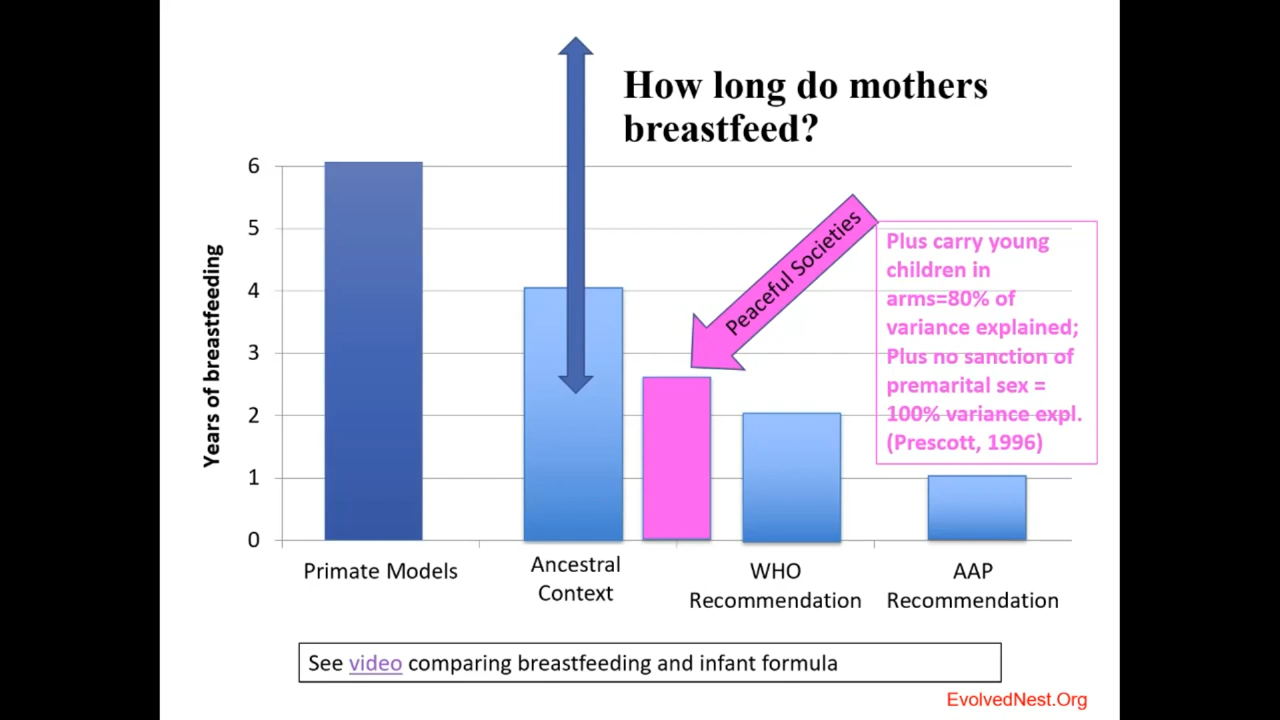 How long do mothers
breastfeed?
Years of breastfeeding
6
5
4
3
2
1
0
Peaceful Societies
Plus carry young
children in
arms=80% of
variance explained;
Plus no sanction of
premarital sex =
100% variance expl.
(Prescott, 1996)
Primate Models
Ancestral
Context
WHO
Recommendation
AAP
Recommendation
See video comparing breastfeeding and infant formula
EvolvedNest.Org